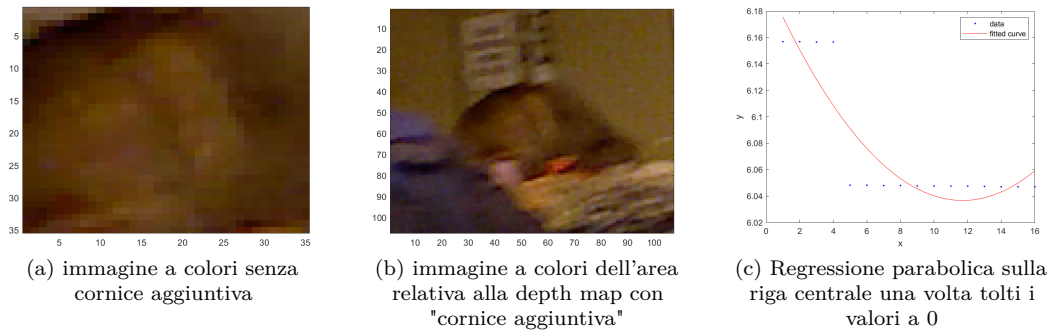 5
10
15
20
25
30
35
5 10 15 20 25 30 35
(a) immagine a colori senza
cornice aggiuntiva
10
20
30
40
50
60
70
80
90
100
10 20 30 40 50 60 70 80 90 100
(b) immagine a colori dell'area
relativa alla depth map con
"cornice aggiuntiva"
6.18
6.16
6.14
6.12
6.1
6.08
6.06
6.04
6.02
y
data
fitted curve
0 2 4 6 8 10 12 14 16
x
(c) Regressione parabolica sulla
riga centrale una volta tolti i
valori a 0